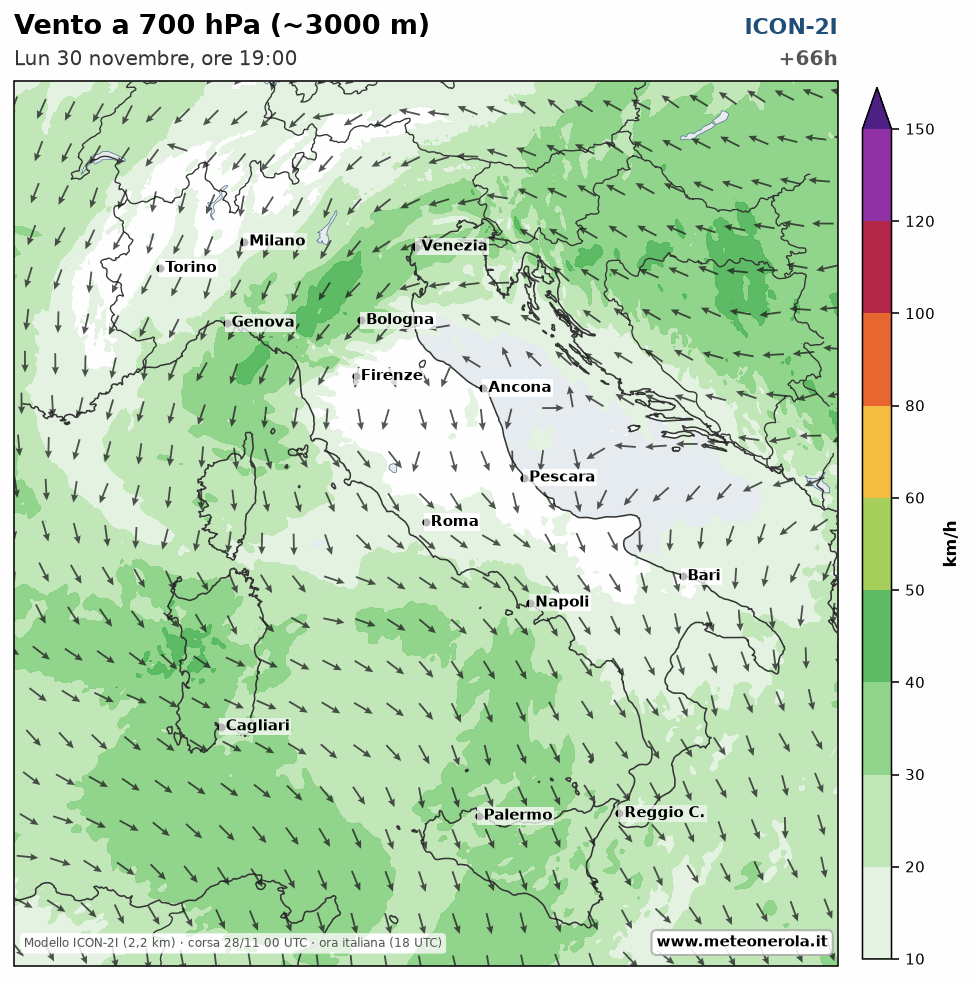 Vento a 700 hPa (~3000 m)
ICON-2I
Lun 30 novembre, ore 19:00
+66h
Milano
Venezia
Torino
Genova
Bologna
Firenze
Ancona
Pescara
Roma
Bari
Napoli
Cagliari
Palermo
Reggio C.
150
120
100
80
60
50
40
30
20
10
km/h
Modello ICON-2I (2,2 km) · corsa 28/11 00 UTC · ora italiana (18 UTC)
www.meteonerola.it